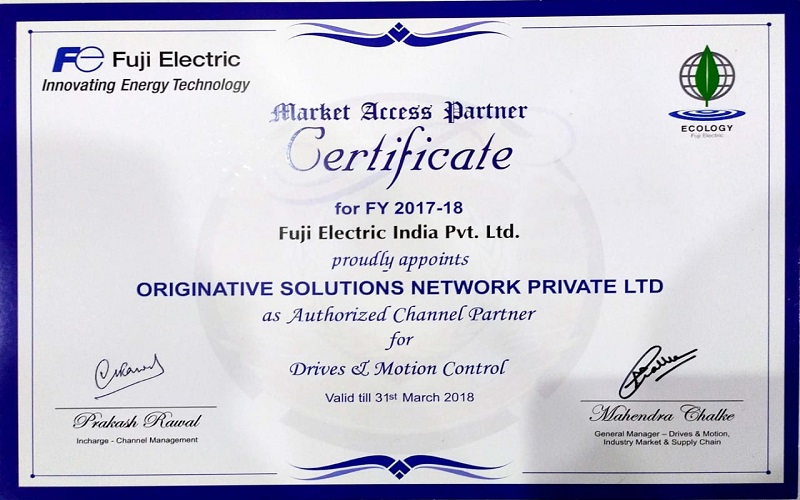 Fe Fuji Electric
Innovating Energy Technology
ECOLOGY
Fuji Electric
Market Access Partner
Certificate
for FY 2017-18
Fuji Electric India Pvt. Ltd.
proudly appoints
ORIGINATIVE SOLUTIONS NETWORK PRIVATE LTD
as Authorized Channel Partner
for
Drives & Motion Control
Valid till 31st March 2018
Prakash Rawal
Incharge - Channel Management
Mahendra Chalke
General Manager – Drives & Motion,
Industry Market & Supply Chain